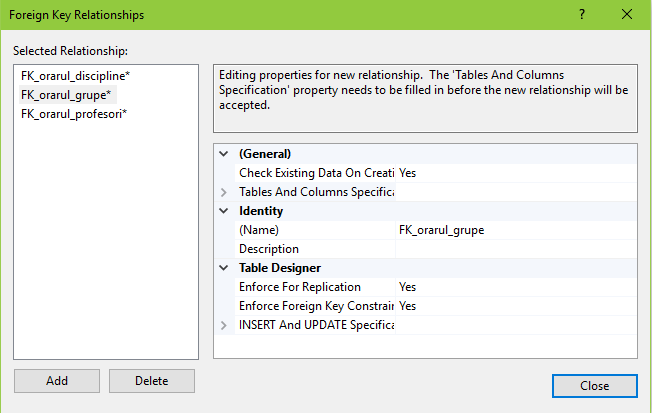 Foreign Key Relationships
Selected Relationship:
FK_orarul_discipline*
FK_orarul_grupe*
FK_orarul_profesori*
Editing properties for new relationship. The 'Tables And Columns
Specification' property needs to be filled in before the new relationship will be
accepted.
(General)
Check Existing Data On Creati Yes
Tables And Columns Specifica
Identity
(Name) FK_orarul_grupe
Description
Table Designer
Enforce For Replication Yes
Enforce Foreign Key Constrain Yes
INSERT And UPDATE Specifica
Add Delete
Close